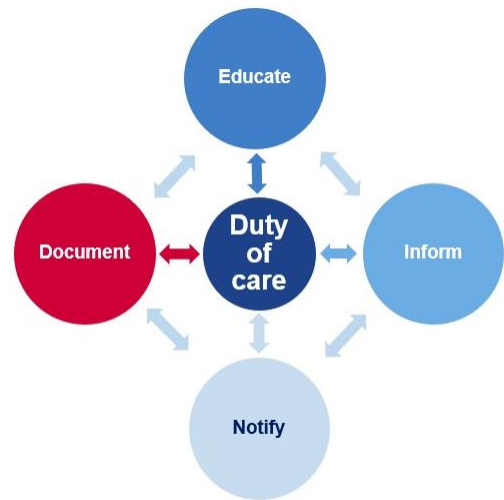 Educate
Document
Duty
of
care
Inform
Notify